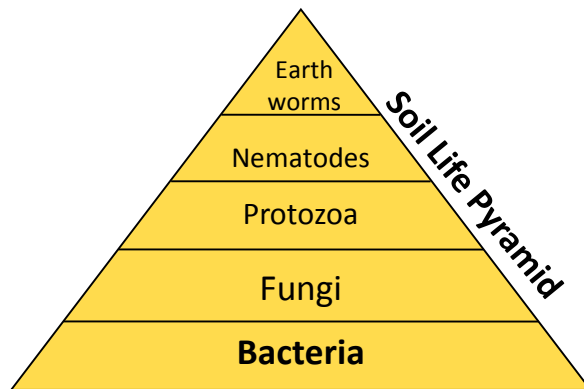 Earth
worms
Soil Life Pyramid
Nematodes
Protozoa
Fungi
Bacteria